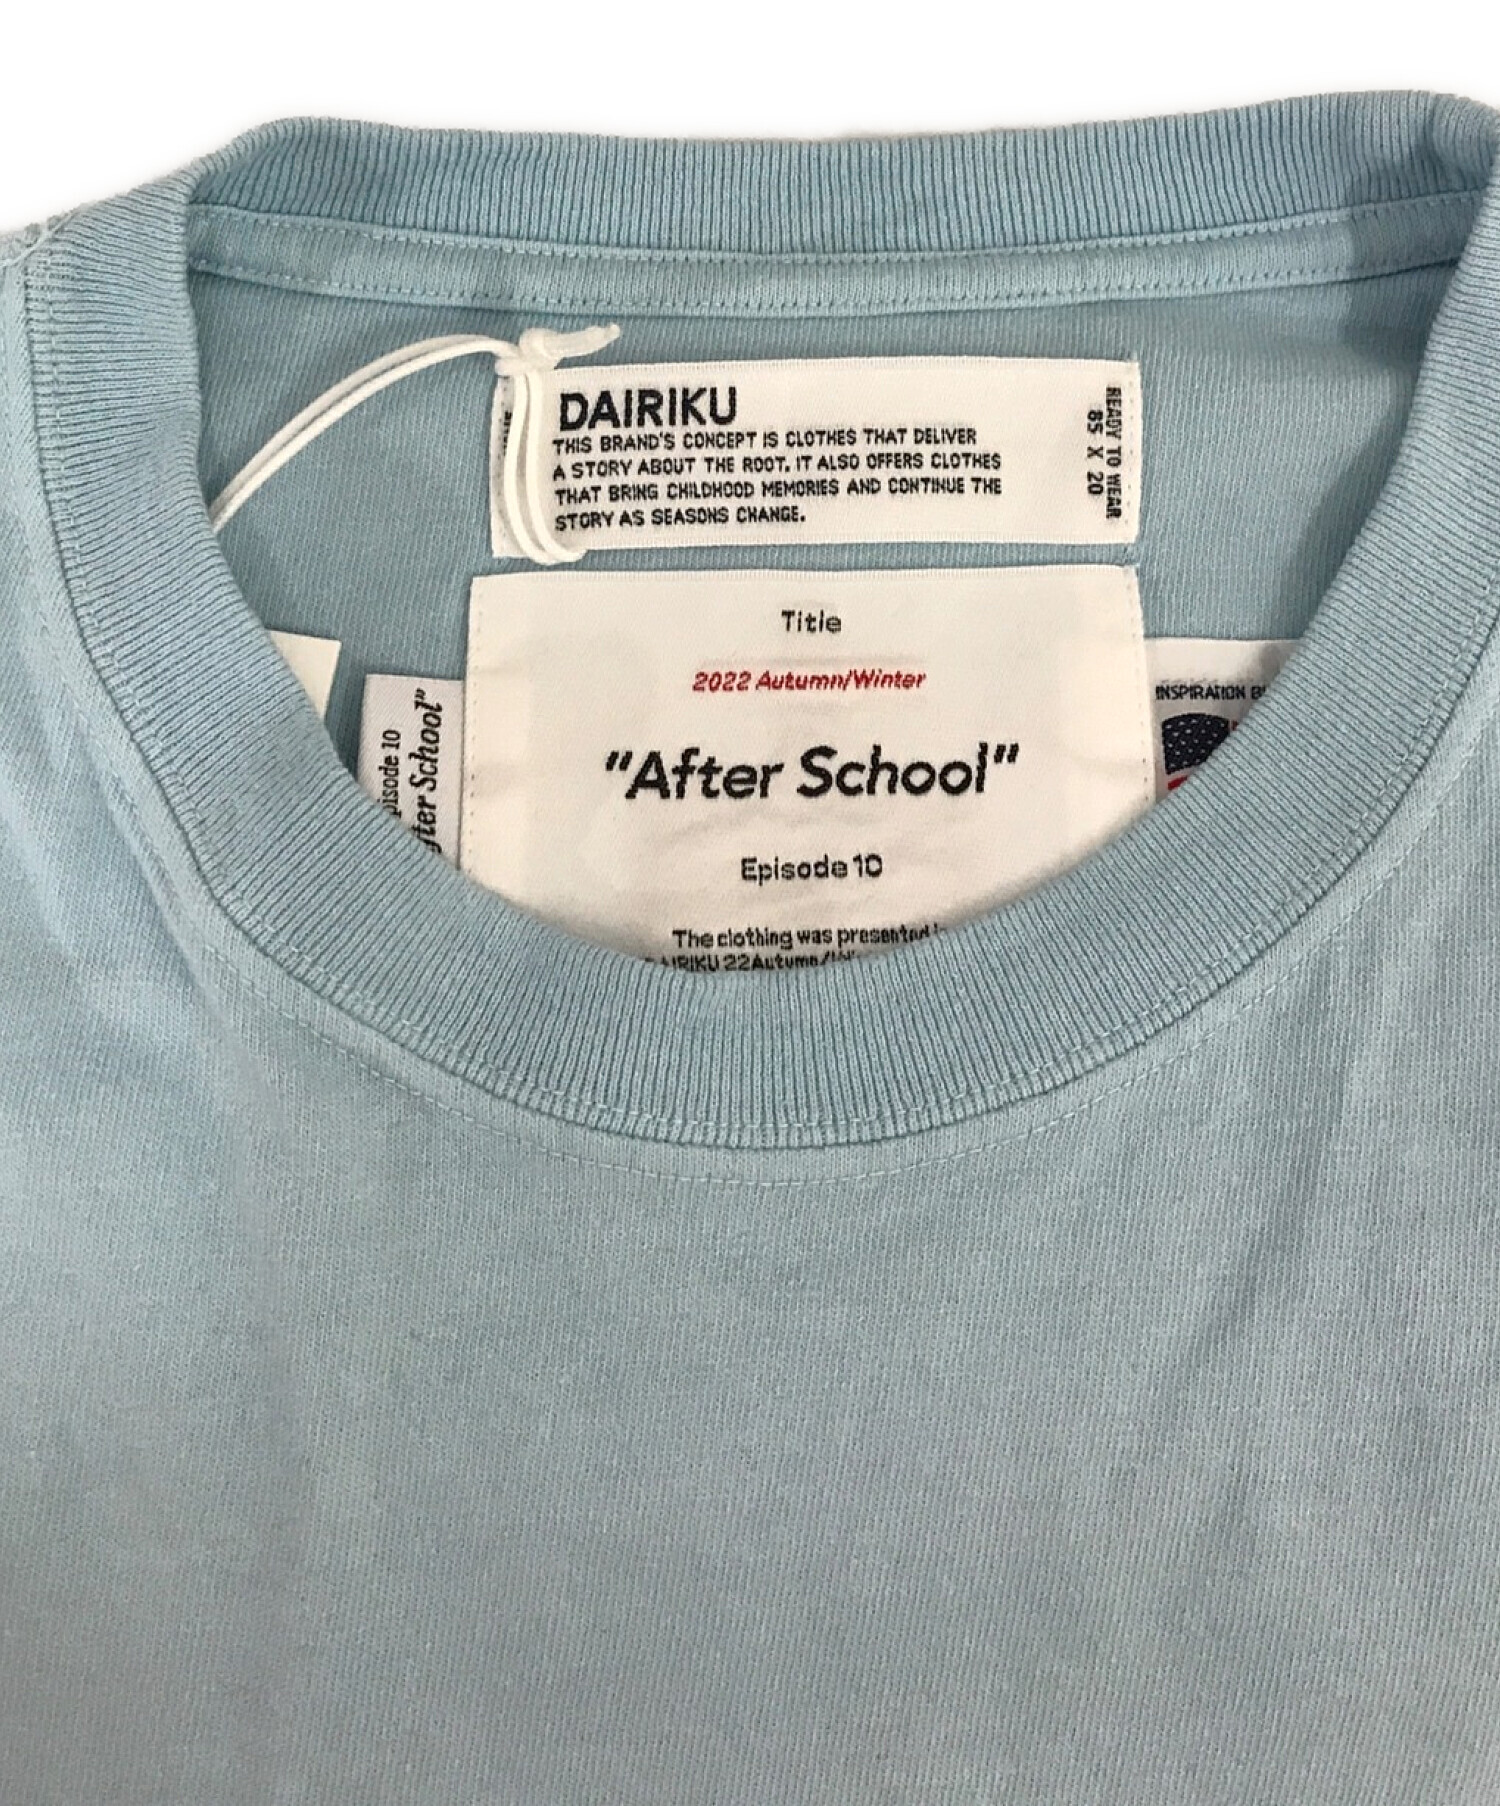 DAIRIKU
THIS BRAND'S CONCEPT IS CLOTHES THAT DELIVER
A STORY ABOUT THE ROOT. IT ALSO OFFERS CLOTHES
THAT BRING CHILDHOOD MEMORIES AND CONTINUE THE
STORY AS SEASONS CHANGE.
READY TO WEAR
85 X 20
Title
2022 Autumn/Winter
"After School"
Episode 10
The clothing was presented
22 Autumn/
10
School"
INSPIRATION